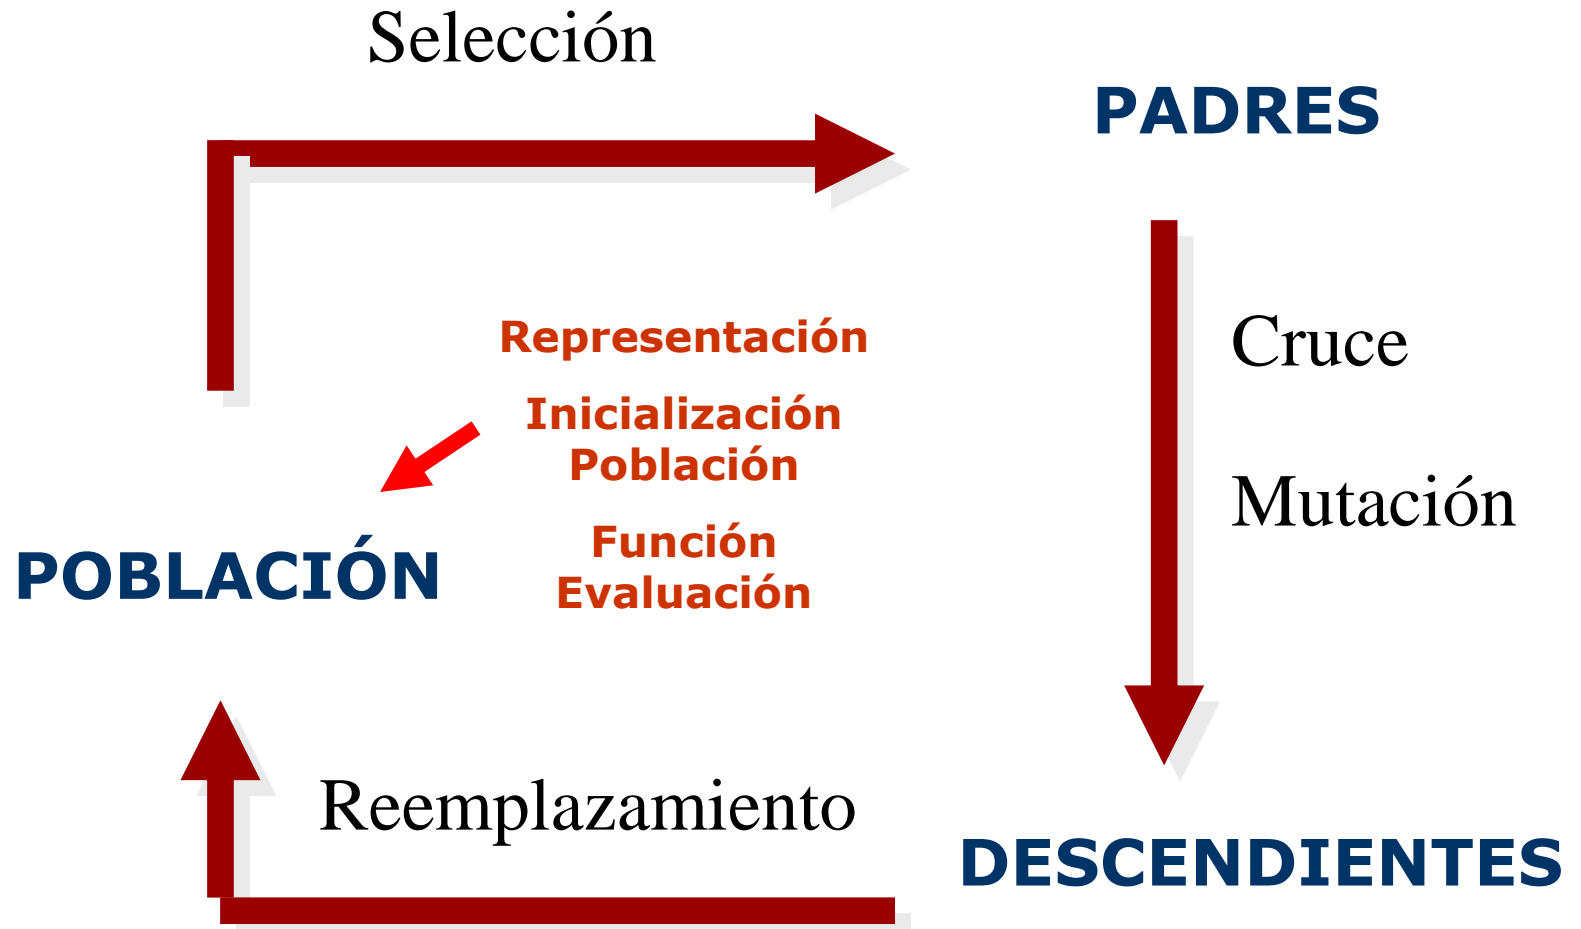 Selección
PADRES
Representación
Cruce
Inicialización
Población
Mutación
Función
POBLACIÓN
Evaluación
Reemplazamiento
DESCENDIENTES